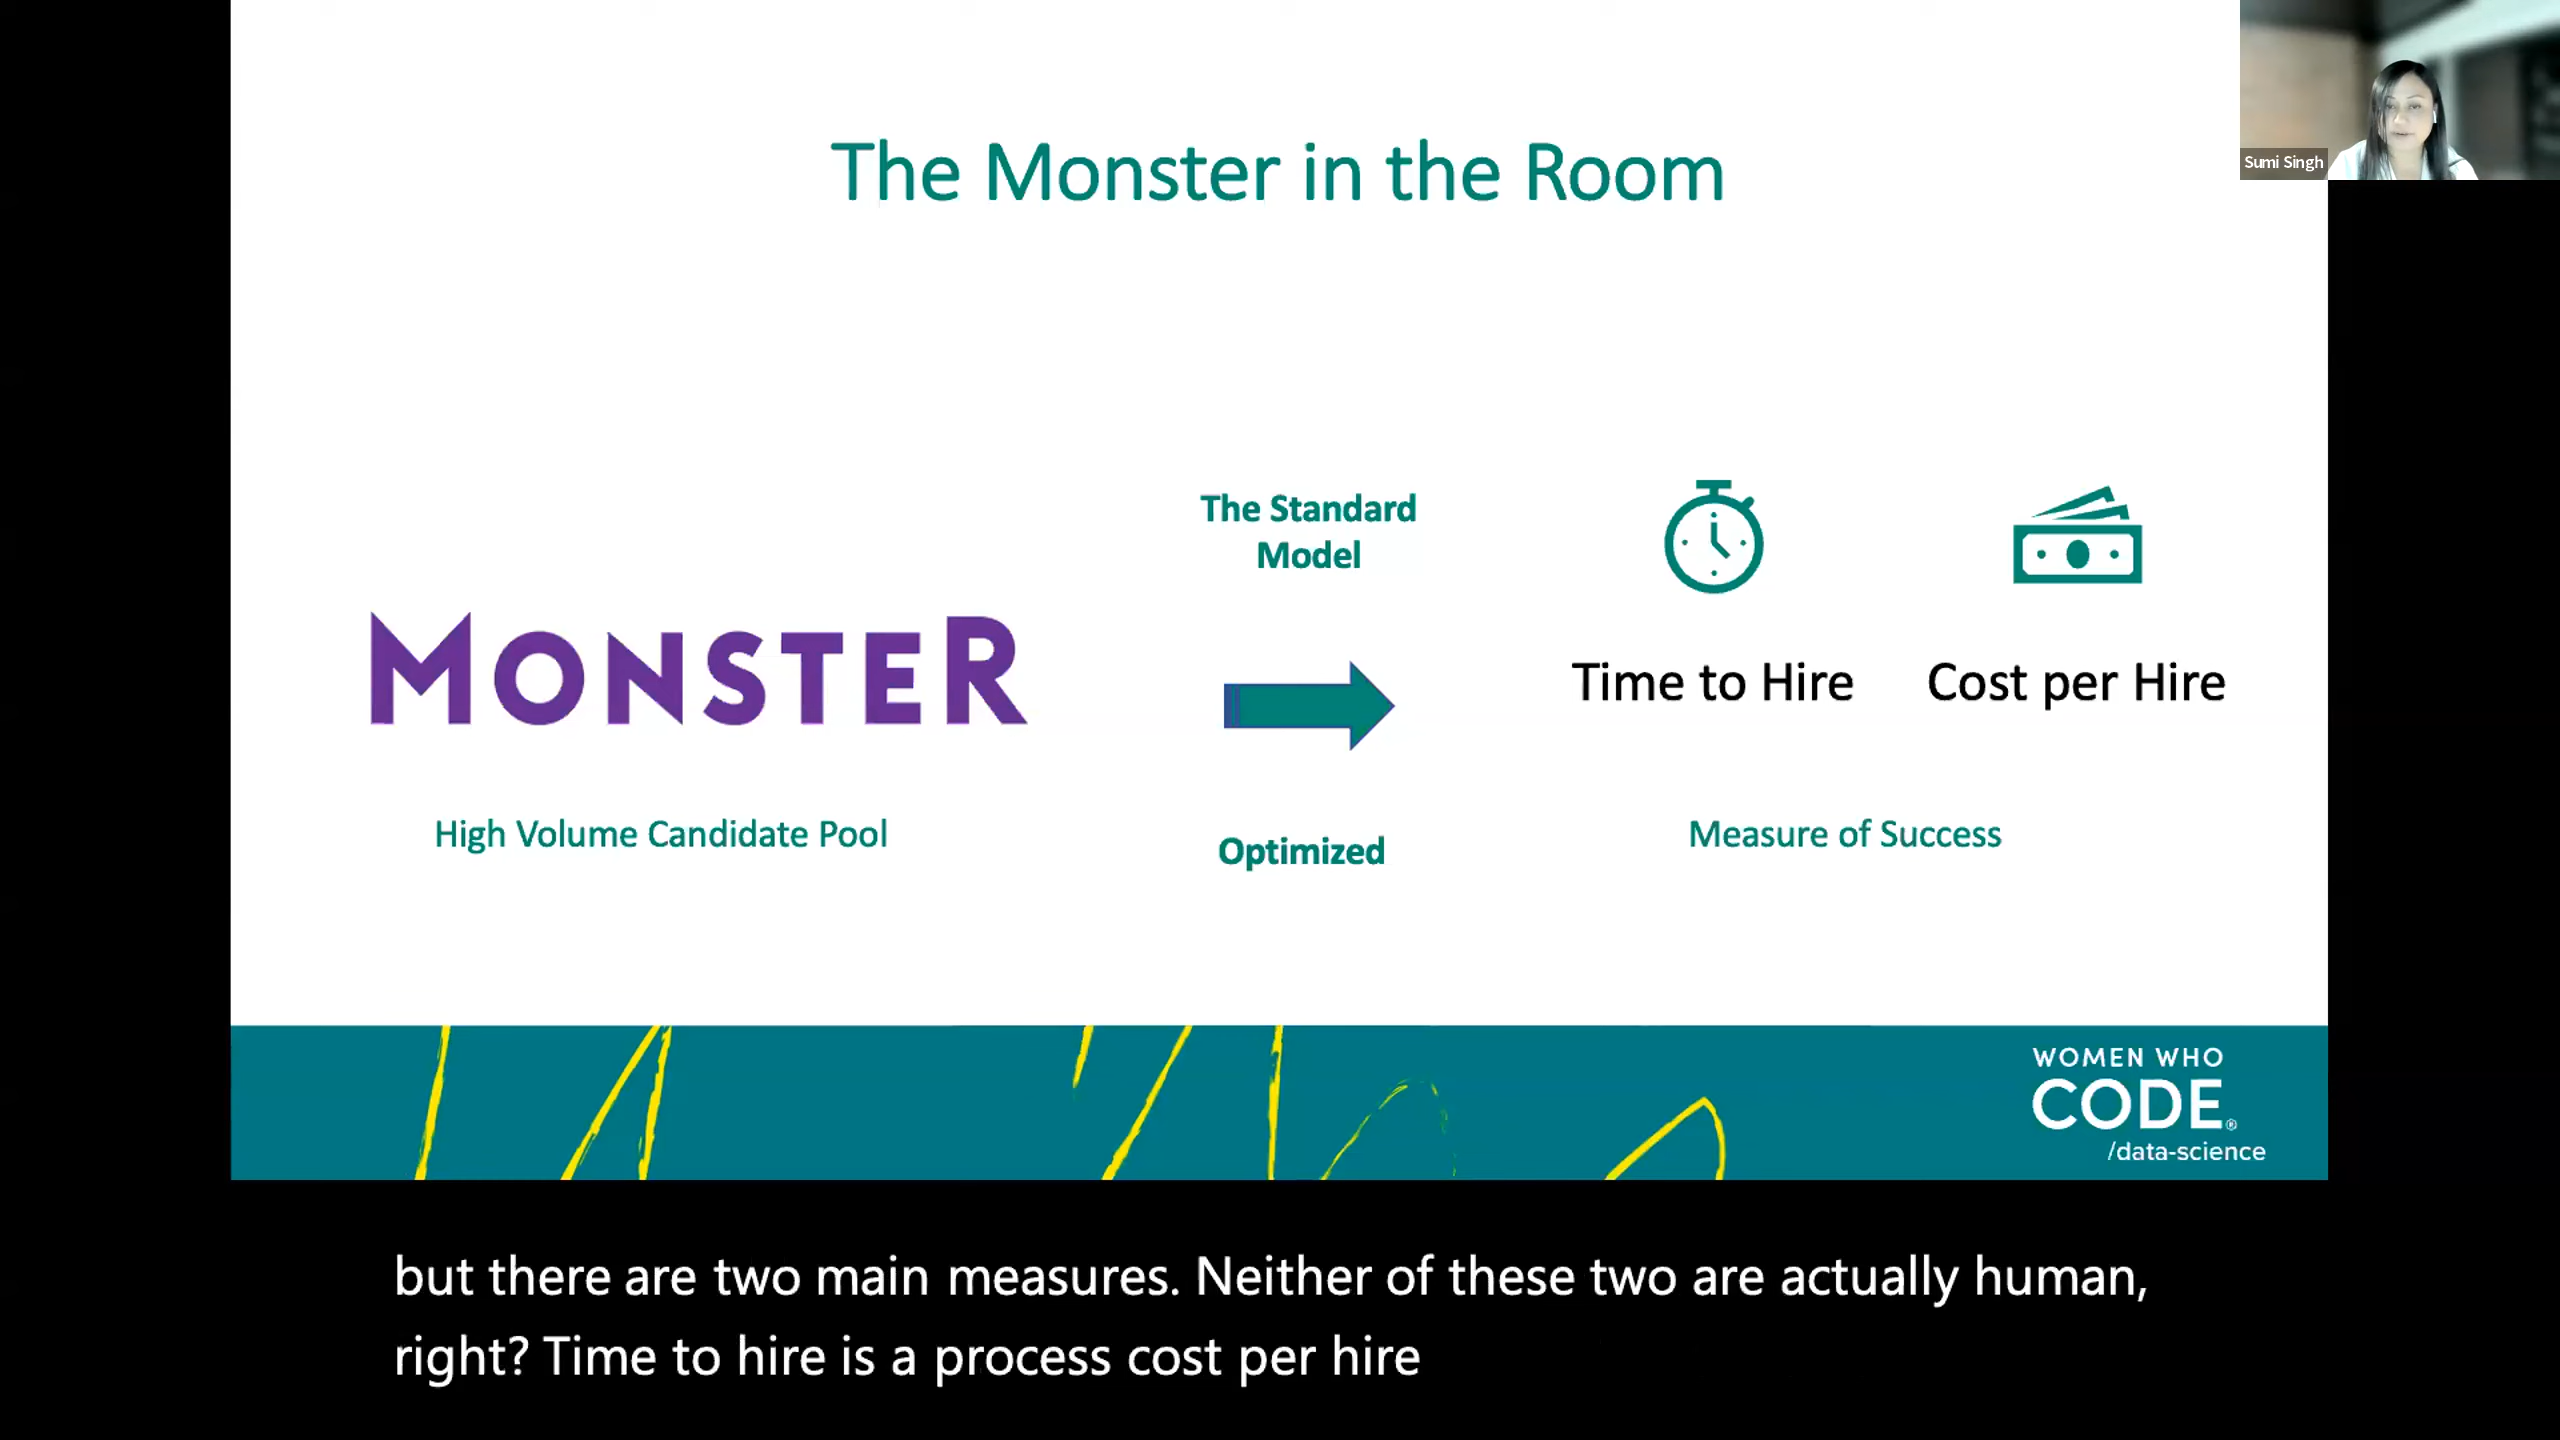 The Monster in the Room
Sumi Singh
The Standard
Model
MONSTER
Time to Hire
Cost per Hire
High Volume Candidate Pool
Optimized
Measure of Success
WOMEN WHO
CODE®
/data-science
but there are two main measures. Neither of these two are actually human,
right? Time to hire is a process cost per hire